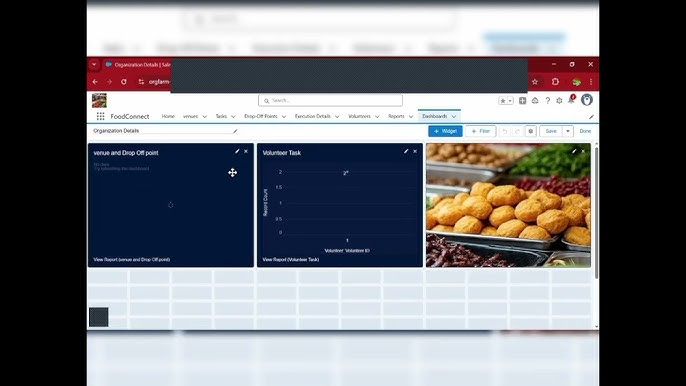 Organization Details | Sale
orgfarm-
Search...
FoodConnect Home venues Tasks Drop-Off Points Execution Details Volunteers Reports Dashboards
Organization Details
+ Widget + Filter Save Done
venue and Drop Off point
Try refreshing the dashboard.
View Report (venue and Drop Off point)
Volunteer Task
Record Count
2
1.5
1
0.5
0
1
Volunteer: Volunteer ID
View Report (Volunteer Task)